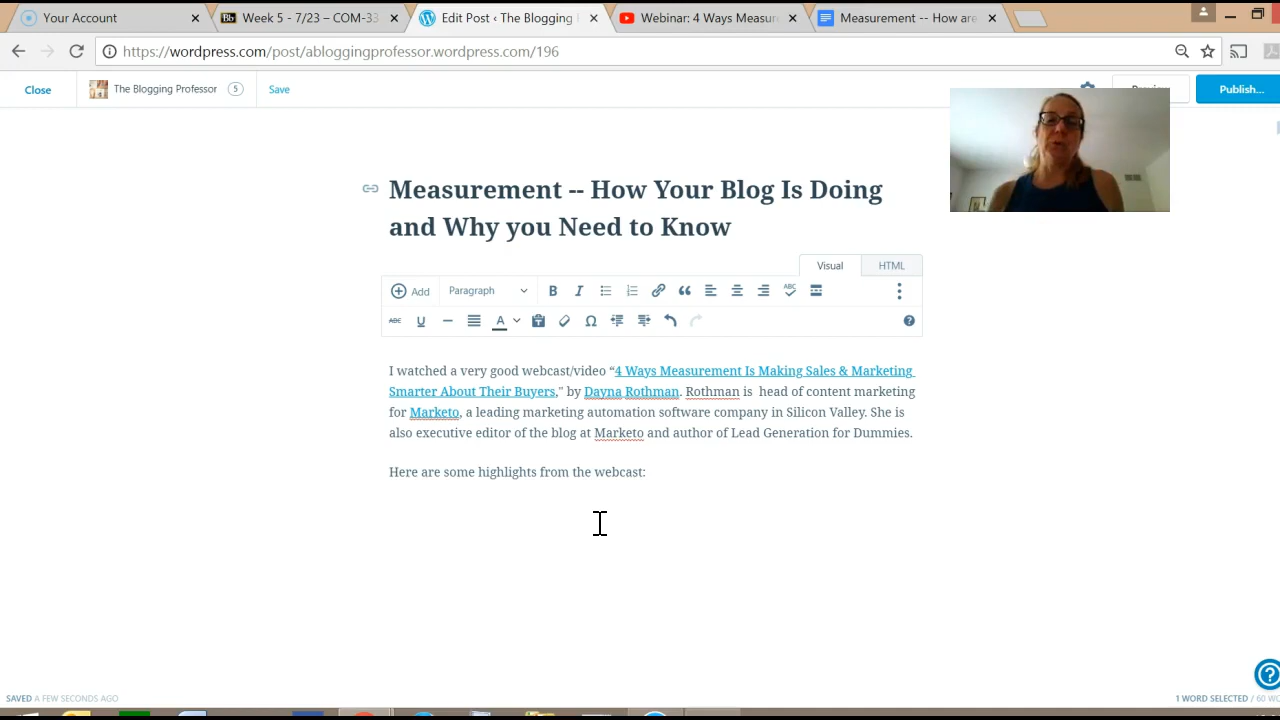 Your Account
Week 5 - 7/23 – COM-33
Edit Post ‹ The Blogging
Webinar: 4 Ways Measur
Measurement -- How are
https://wordpress.com/post/abloggingprofessor.wordpress.com/196
Close
The Blogging Professor
5
Save
Publish...
Measurement -- How Your Blog Is Doing
and Why you Need to Know
Visual
HTML
Add
Paragraph
B
I
ABC
ABC
U
A
Ω
I watched a very good webcast/video “4 Ways Measurement Is Making Sales & Marketing
Smarter About Their Buyers,” by Dayna Rothman. Rothman is head of content marketing
for Marketo, a leading marketing automation software company in Silicon Valley. She is
also executive editor of the blog at Marketo and author of Lead Generation for Dummies.
Here are some highlights from the webcast:
SAVED A FEW SECONDS AGO
1 WORD SELECTED / 60 WO